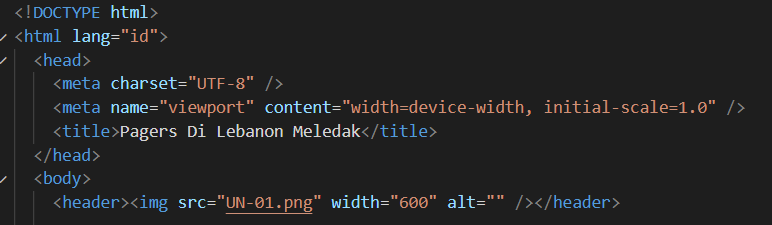 <!DOCTYPE html>
<html lang="id">
<head>
<meta charset="UTF-8" />
<meta name="viewport" content="width=device-width, initial-scale=1.0" />
<title>Pagers Di Lebanon Meledak</title>
</head>
<body>
<header><img src="UN-01.png" width="600" alt="" /></header>